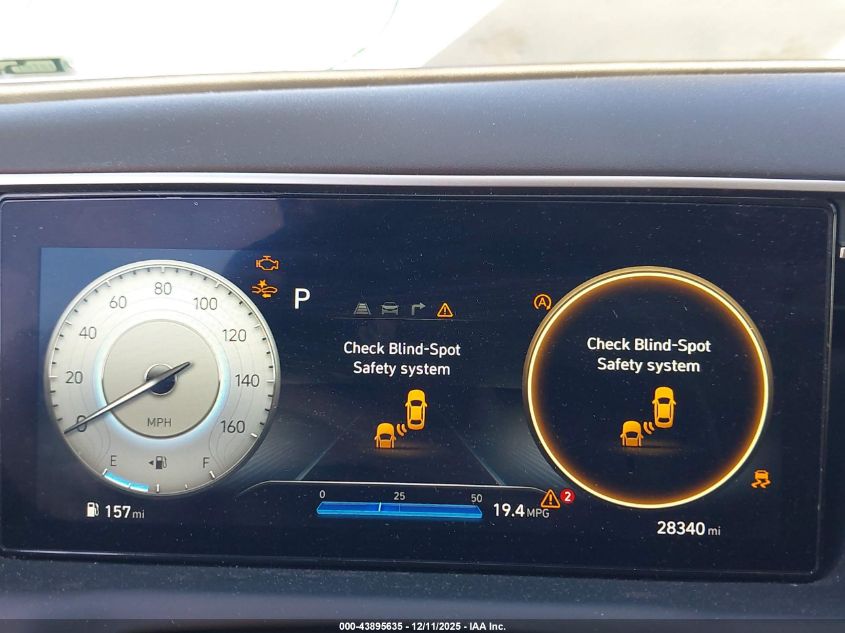 60
80
100
40
120
20
140
0
160
MPH
E
F
157mi
P
Check Blind-Spot
Safety system
0
25
50
19.4MPG
2
A
Check Blind-Spot
Safety system
28340 mi
000-43895635 - 12/11/2025 - IAA Inc.